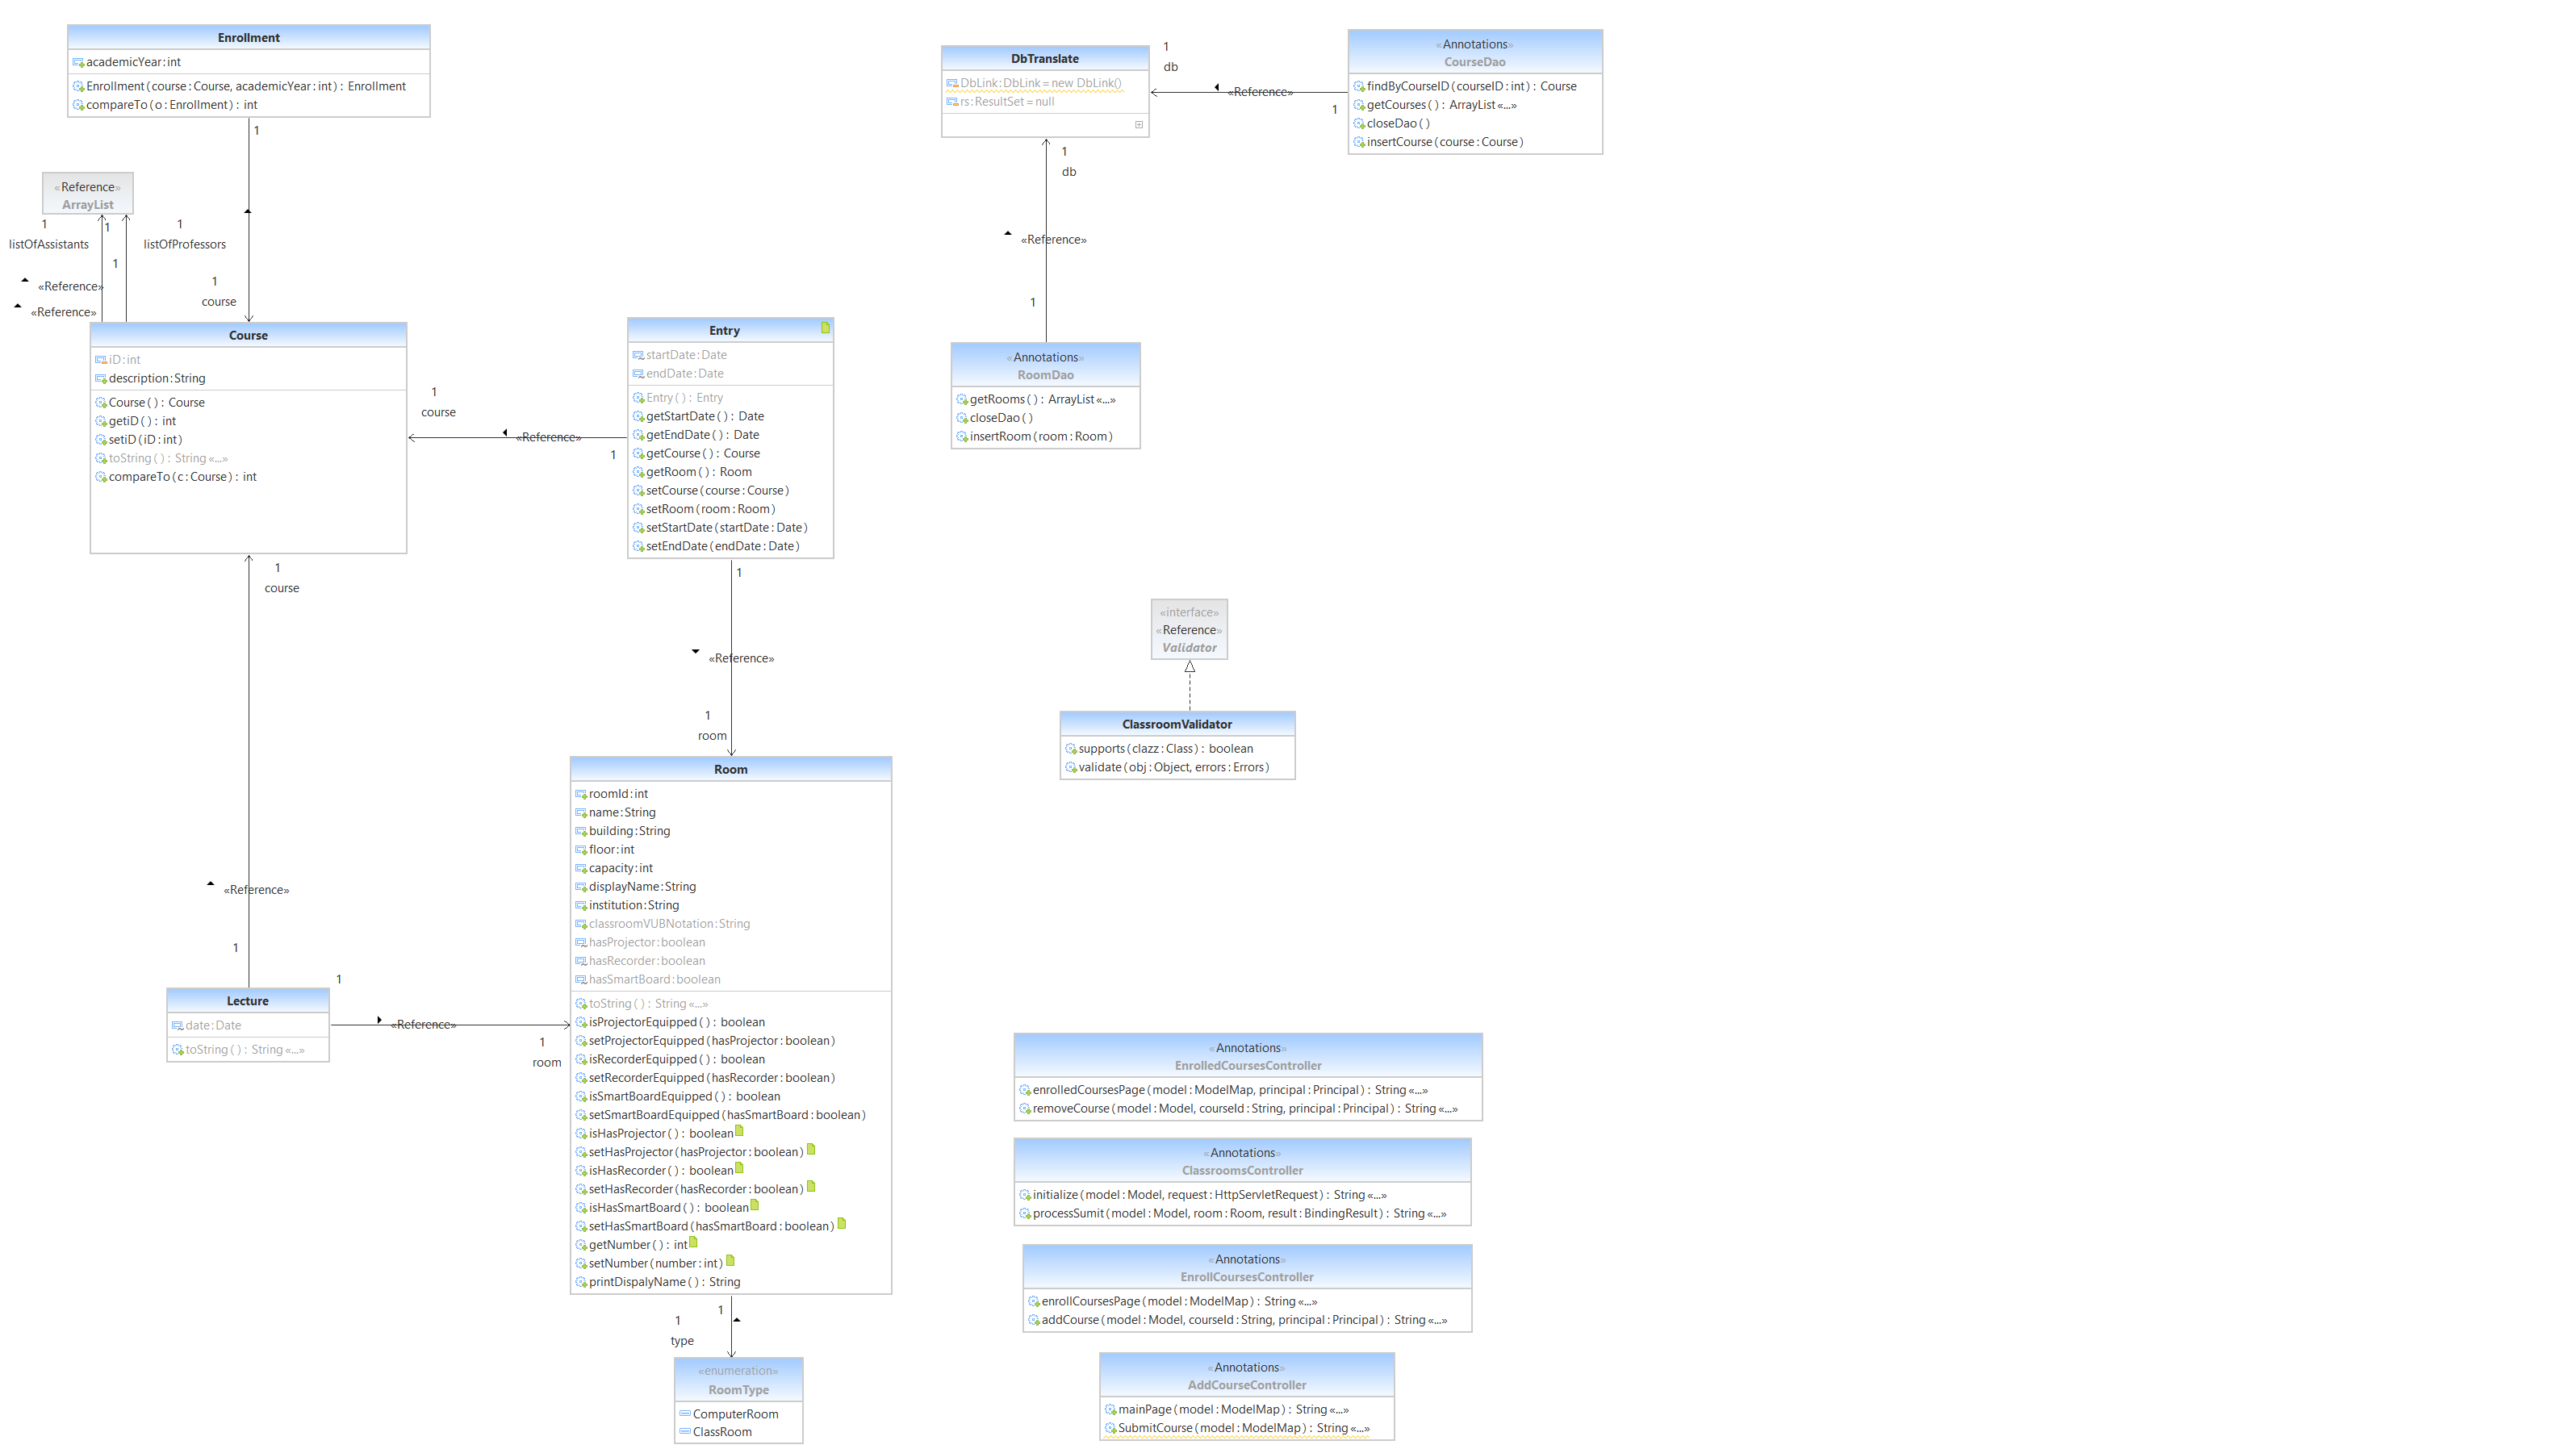 Enrollment
academicYear:int
Enrollment(course:Course, academicYear:int): Enrollment
compareTo(o:Enrollment): int
1
«Reference»
ArrayList
1
listOfAssistants
1
1
listOfProfessors
1
1
course
«Reference»
«Reference»
Course
iD:int
description:String
Course(): Course
getiD(): int
setiD(iD:int)
toString(): String«...»
compareTo(c:Course): int
1
course
«Reference»
1
Entry
startDate:Date
endDate:Date
Entry(): Entry
getStartDate(): Date
getEndDate(): Date
getCourse(): Course
getRoom(): Room
setCourse(course:Course)
setRoom(room:Room)
setStartDate(startDate:Date)
setEndDate(endDate:Date)
1
«Reference»
1
room
1
course
«Reference»
1
Lecture
date:Date
toString(): String«...»
1
«Reference»
1
room
Room
roomId:int
name:String
building:String
floor:int
capacity:int
displayName:String
institution:String
classroomVUBNotation:String
hasProjector:boolean
hasRecorder:boolean
hasSmartBoard:boolean
toString(): String«...»
isProjectorEquipped(): boolean
setProjectorEquipped(hasProjector:boolean)
isRecorderEquipped(): boolean
setRecorderEquipped(hasRecorder:boolean)
isSmartBoardEquipped(): boolean
setSmartBoardEquipped(hasSmartBoard:boolean)
isHasProjector(): boolean
setHasProjector(hasProjector:boolean)
isHasRecorder(): boolean
setHasRecorder(hasRecorder:boolean)
isHasSmartBoard(): boolean
setHasSmartBoard(hasSmartBoard:boolean)
getNumber(): int
setNumber(number:int)
printDispalyName(): String
1
1
type
«enumeration»
RoomType
ComputerRoom
ClassRoom
DbTranslate
DbLink:DbLink=new DbLink()
rs:ResultSet=null
1
db
«Reference»
1
«Annotations»
CourseDao
findByCourseID(courseID:int): Course
getCourses(): ArrayList«...»
closeDao()
insertCourse(course:Course)
1
db
«Reference»
1
«Annotations»
RoomDao
getRooms(): ArrayList«...»
closeDao()
insertRoom(room:Room)
«interface»
«Reference»
Validator
ClassroomValidator
supports(clazz:Class): boolean
validate(obj:Object, errors:Errors)
«Annotations»
EnrolledCoursesController
enrolledCoursesPage(model:ModelMap, principal:Principal): String«...»
removeCourse(model:Model, courseId:String, principal:Principal): String«...»
«Annotations»
ClassroomsController
initialize(model:Model, request:HttpServletRequest): String«...»
processSumit(model:Model, room:Room, result:BindingResult): String«...»
«Annotations»
EnrollCoursesController
enrollCoursesPage(model:ModelMap): String«...»
addCourse(model:Model, courseId:String, principal:Principal): String«...»
«Annotations»
AddCourseController
mainPage(model:ModelMap): String«...»
SubmitCourse(model:ModelMap): String«...»